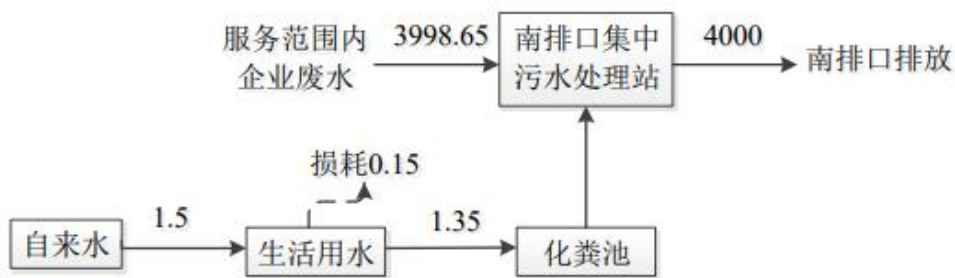 服务范围内
企业废水
3998.65
南排口集中
污水处理站
4000
南排口排放
损耗0.15
自来水
1.5
生活用水
1.35
化粪池